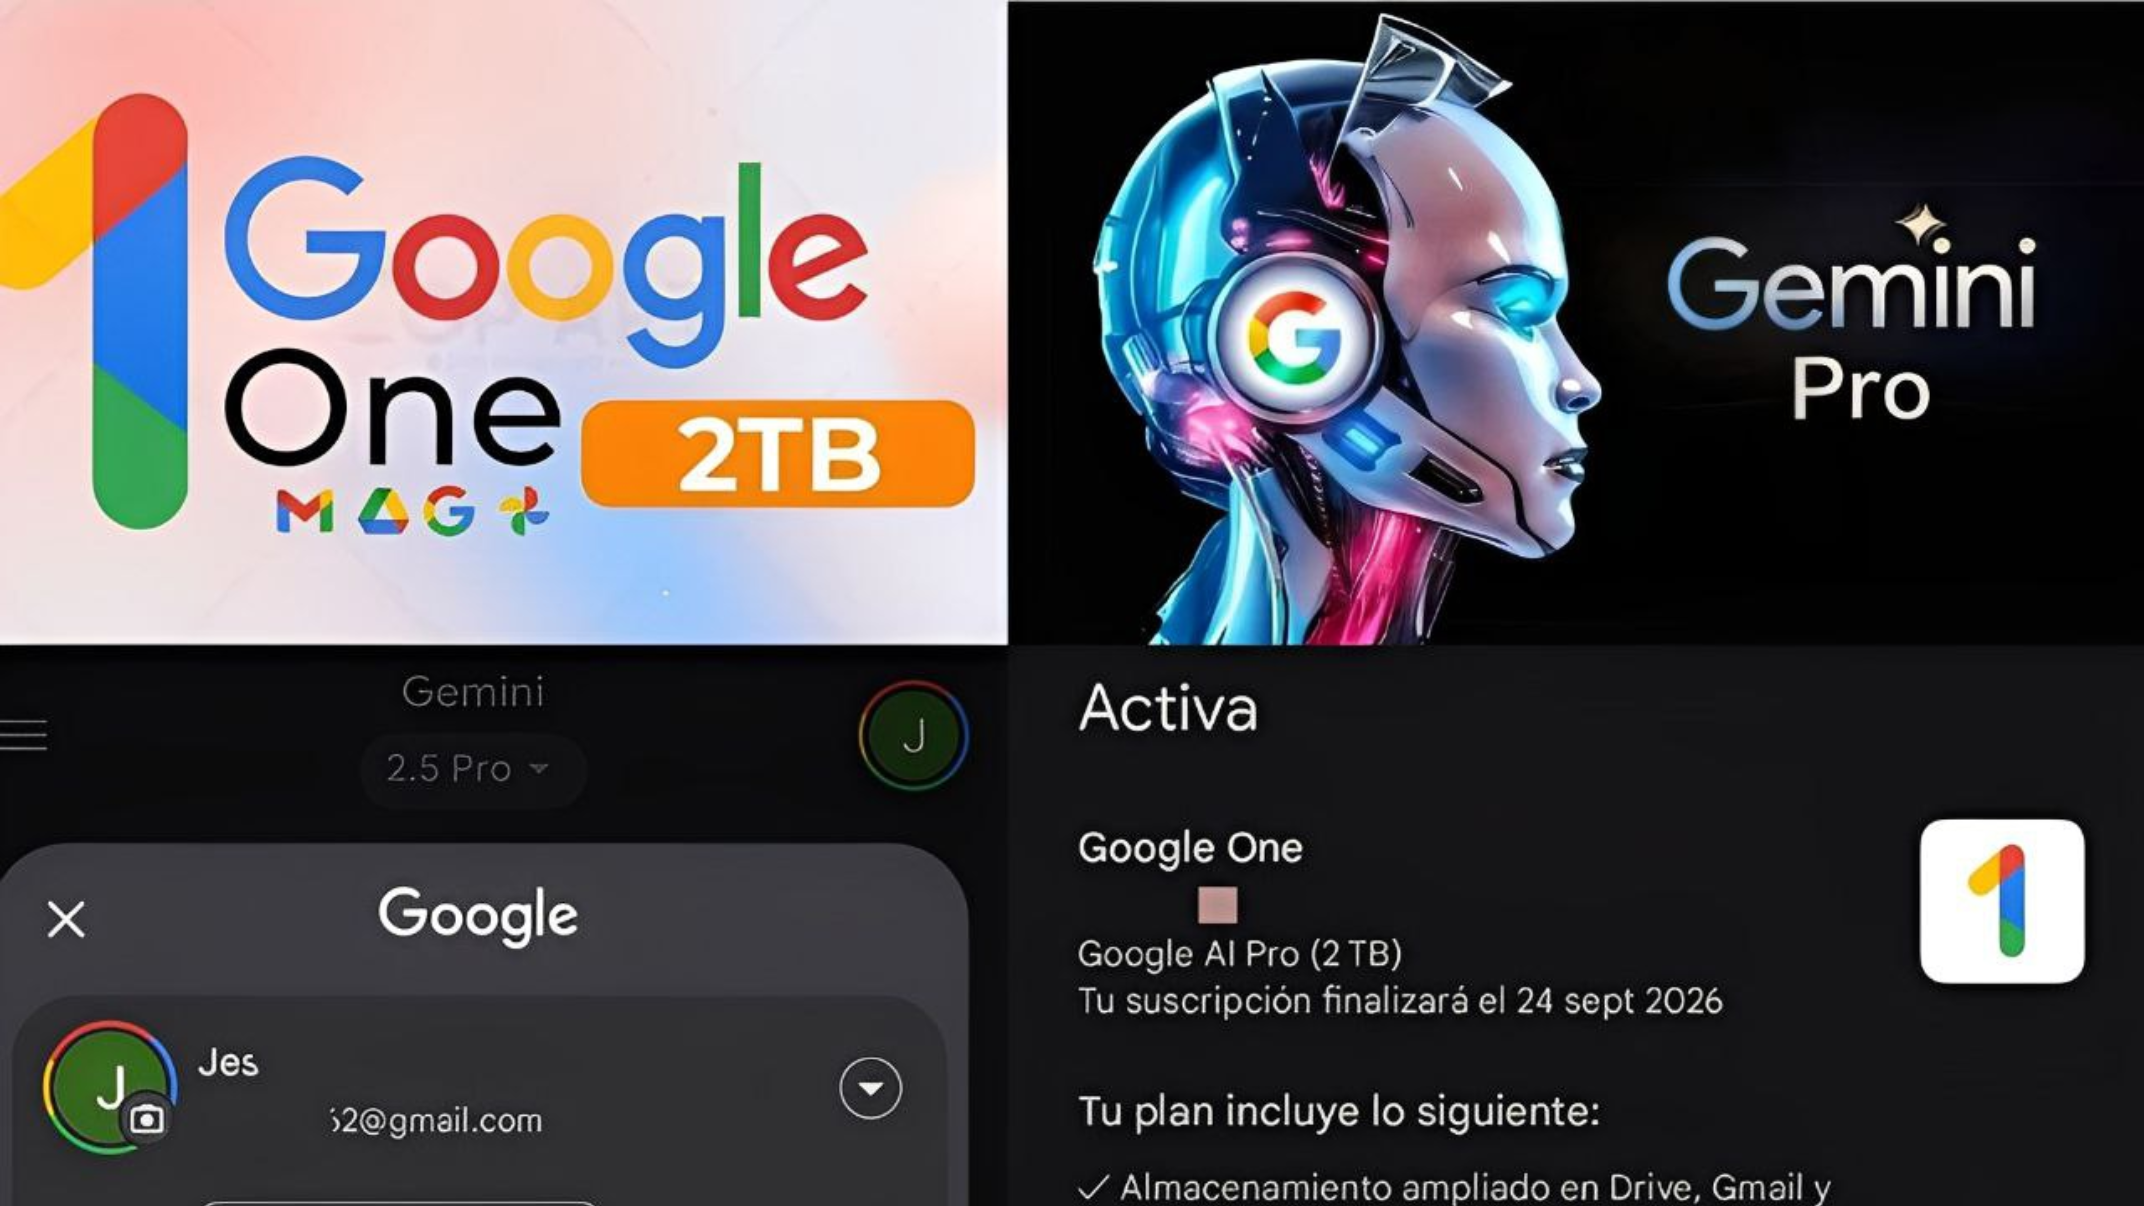 Google
One
2TB
Gemini
Pro
Gemini
2.5 Pro
J
Google
J
Jes
2@gmail.com
Activa
Google One
Google AI Pro (2 TB)
Tu suscripción finalizará el 24 sept 2026
Tu plan incluye lo siguiente:
✓ Almacenamiento ampliado en Drive, Gmail y